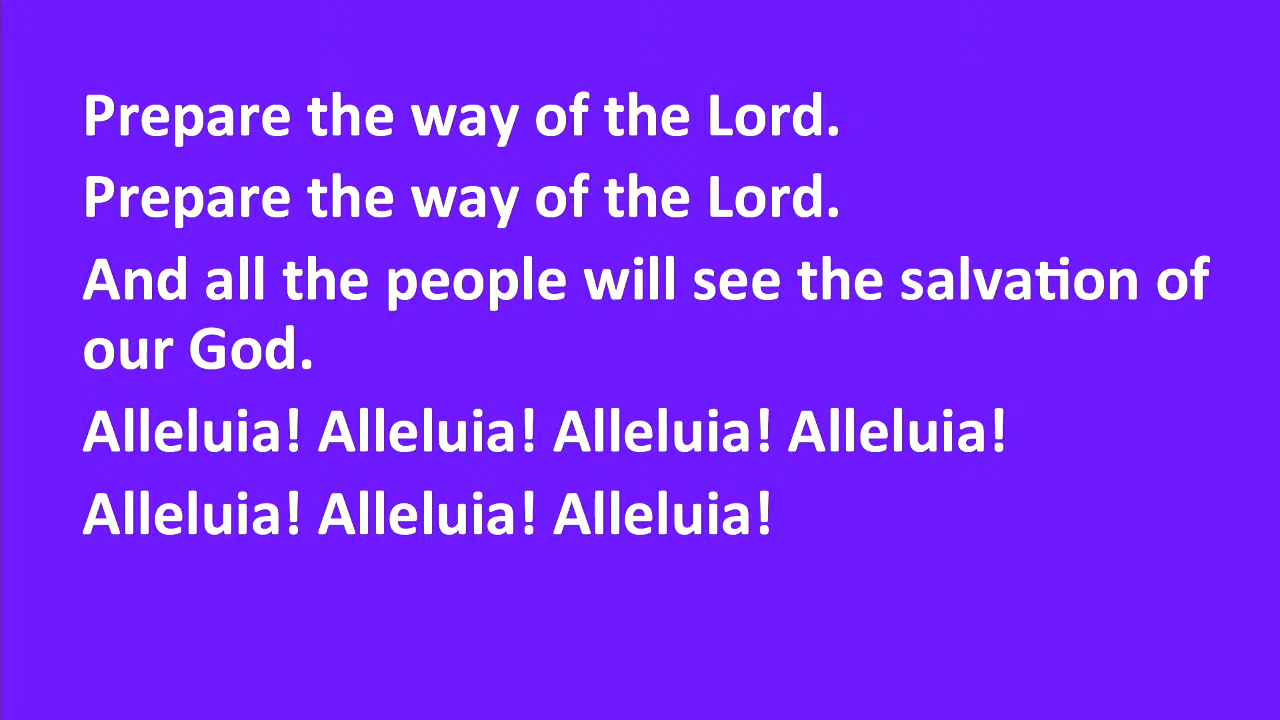 Prepare the way of the Lord.
Prepare the way of the Lord.
And all the people will see the salvation of
our God.
Alleluia! Alleluia! Alleluia! Alleluia!
Alleluia! Alleluia! Alleluia!